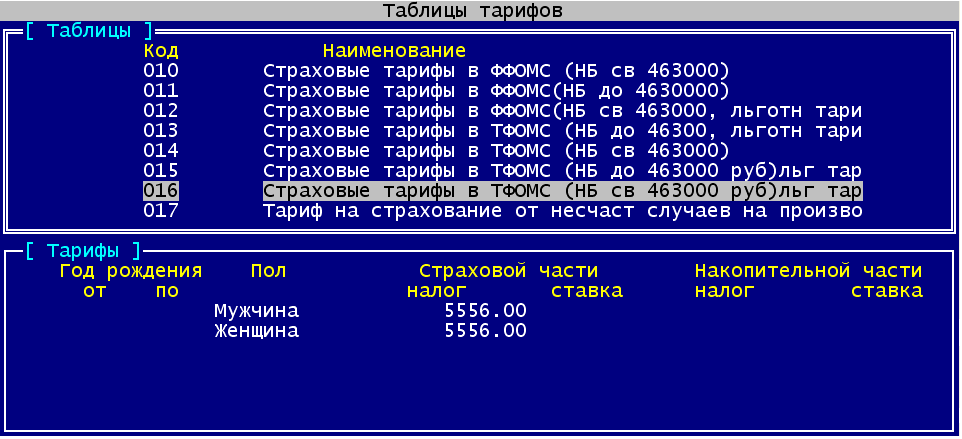 Таблицы тарифов
[ Таблицы ]
Код Наименование
010 Страховые тарифы в ФФОМС (НБ св 463000)
011 Страховые тарифы в ФФОМС(НБ до 4630000)
012 Страховые тарифы в ФФОМС(НБ св 463000, льготн тари
013 Страховые тарифы в ТФОМС (НБ до 46300, льготн тари
014 Страховые тарифы в ТФОМС (НБ св 463000)
015 Страховые тарифы в ТФОМС (НБ до 463000 руб)льг тар
016 Страховые тарифы в ТФОМС (НБ св 463000 руб)льг тар
017 Тариф на страхование от несчаст случаев на произво
[ Тарифы ]
Год рождения Пол Страховой части Накопительной части
от по налог ставка налог ставка
Мужчина 5556.00
Женщина 5556.00